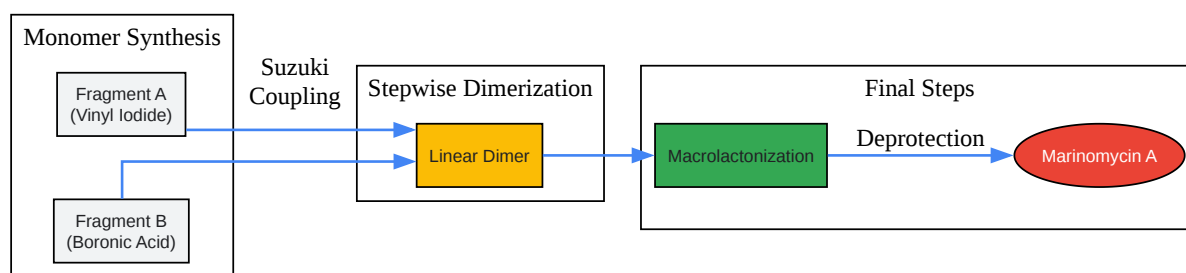 Monomer Synthesis
Fragment A
(Vinyl Iodide)
Fragment B
(Boronic Acid)
Suzuki
Coupling
Stepwise Dimerization
Linear Dimer
Final Steps
Macrolactonization
Deprotection
Marinomycin A